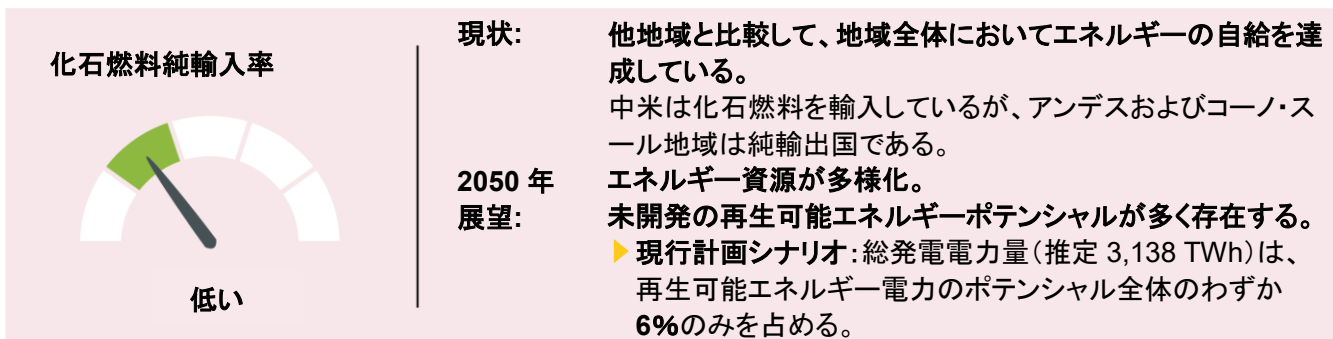 化石燃料純輸入率
低い
現状: 他地域と比較して、地域全体においてエネルギーの自給を達
成している。
中米は化石燃料を輸入しているが、アンデスおよびコーノ・ス
ール地域は純輸出国である。
2050 年 エネルギー資源が多様化。
展望: 未開発の再生可能エネルギーポテンシャルが多く存在する。
現行計画シナリオ:総発電電力量(推定 3,138 TWh)は、
再生可能エネルギー電力のポテンシャル全体のわずか
6%のみを占める。